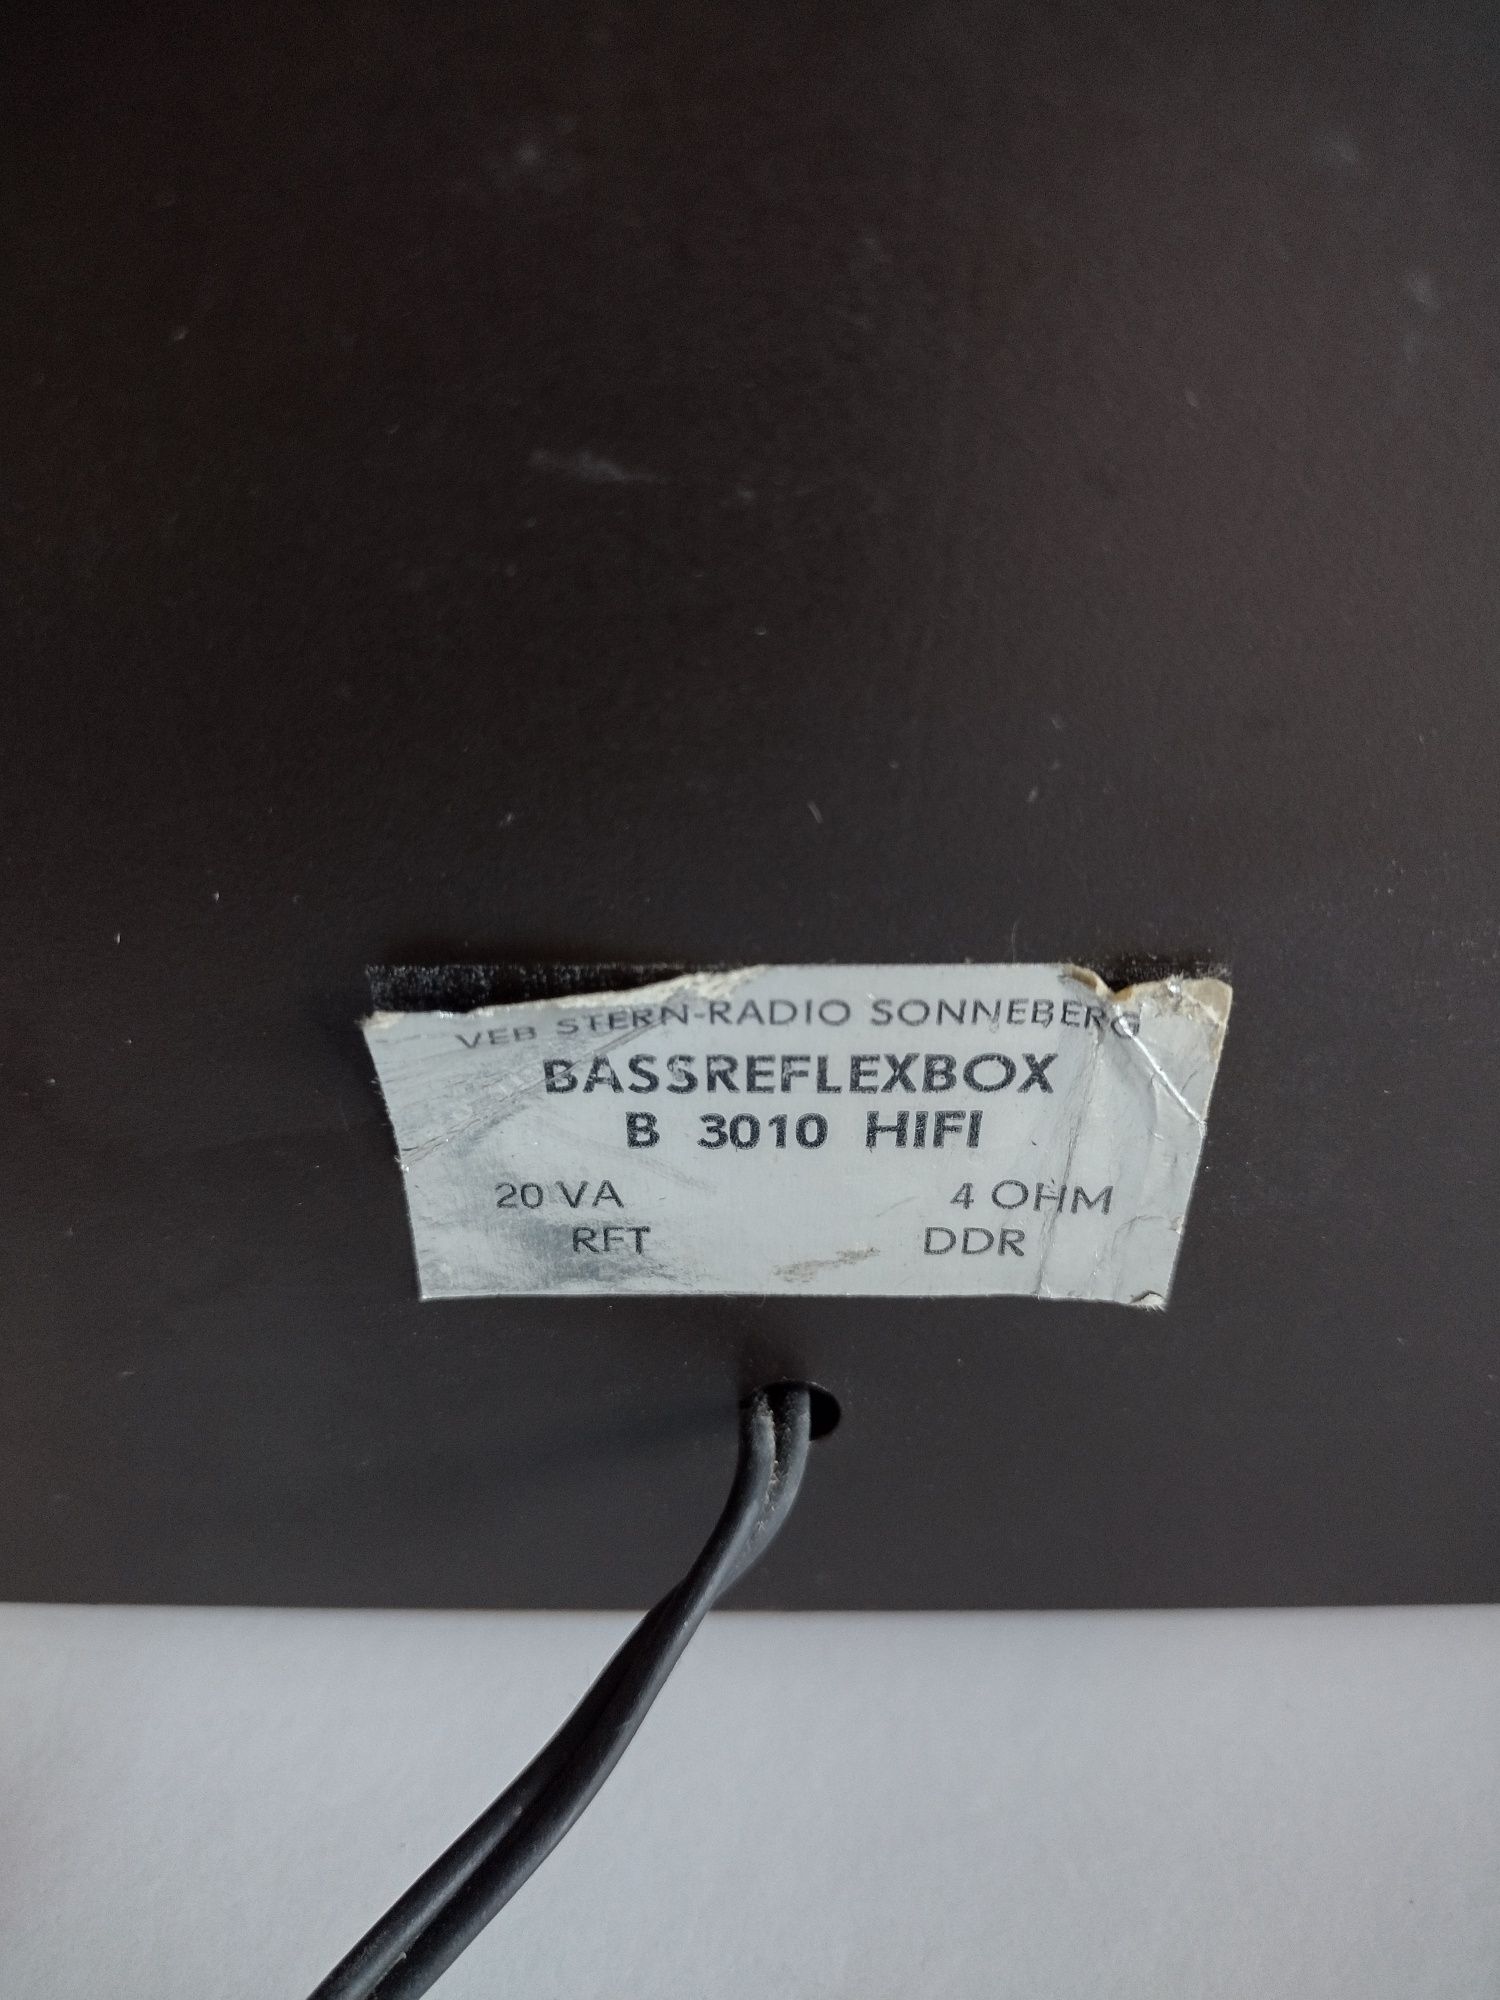 VEB STERN-RADIO SONNEBERG
BASSREFLEXBOX
B 3010 HIFI
20 VA 4 OHM
RFT DDR